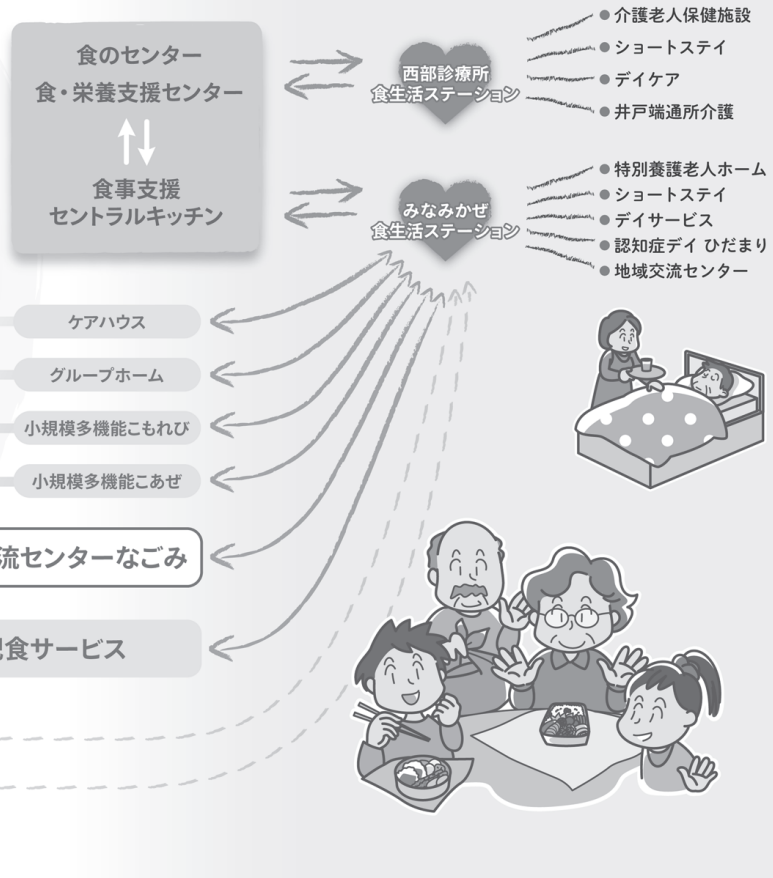 食のセンター
食・栄養支援センター
食事支援
セントラルキッチン
西部診療所
食生活ステーション
介護老人保健施設
ショートステイ
デイケア
井戸端通所介護
みなみかぜ
食生活ステーション
特別養護老人ホーム
ショートステイ
デイサービス
認知症デイ ひだまり
地域交流センター
ケアハウス
グループホーム
小規模多機能こもれび
小規模多機能こあぜ
流センターなごみ
食サービス